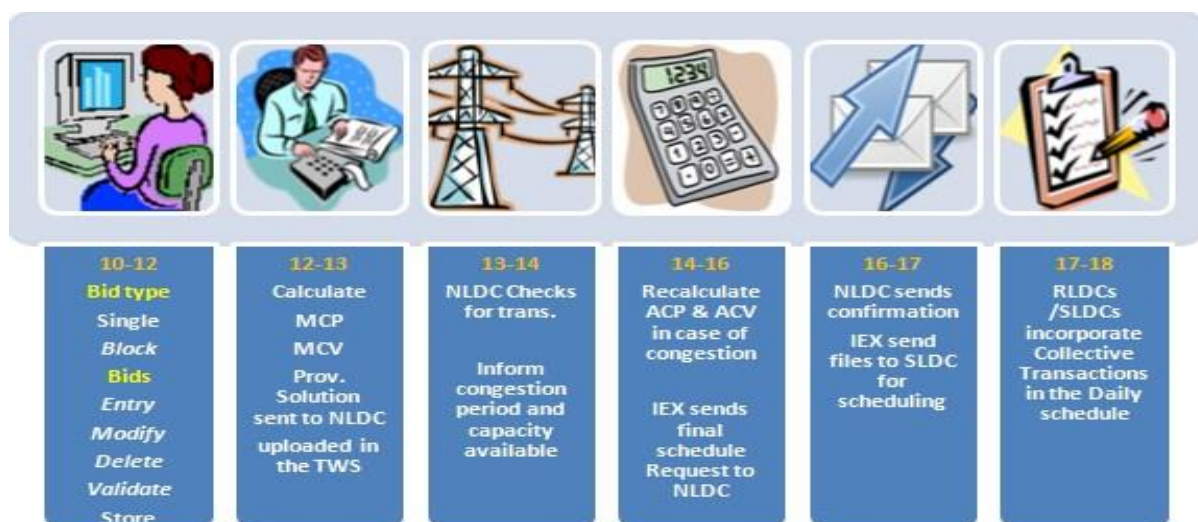 1234
10-12
Bid type
Single
Block
Bids
Entry
Modify
Delete
Validate
Store
12-13
Calculate
MCP
MCV
Prov.
Solution
sent to NLDC
uploaded in
the TWS
13-14
NLDC Checks
for trans.
Inform
congestion
period and
capacity
available
14-16
Recalculate
ACP & ACV
in case of
congestion
IEX sends
final
schedule
Request to
NLDC
16-17
NLDC sends
confirmation
IEX send
files to SLDC
for
scheduling
17-18
RLDCs
/SLDCs
incorporate
Collective
Transactions
in the Daily
schedule